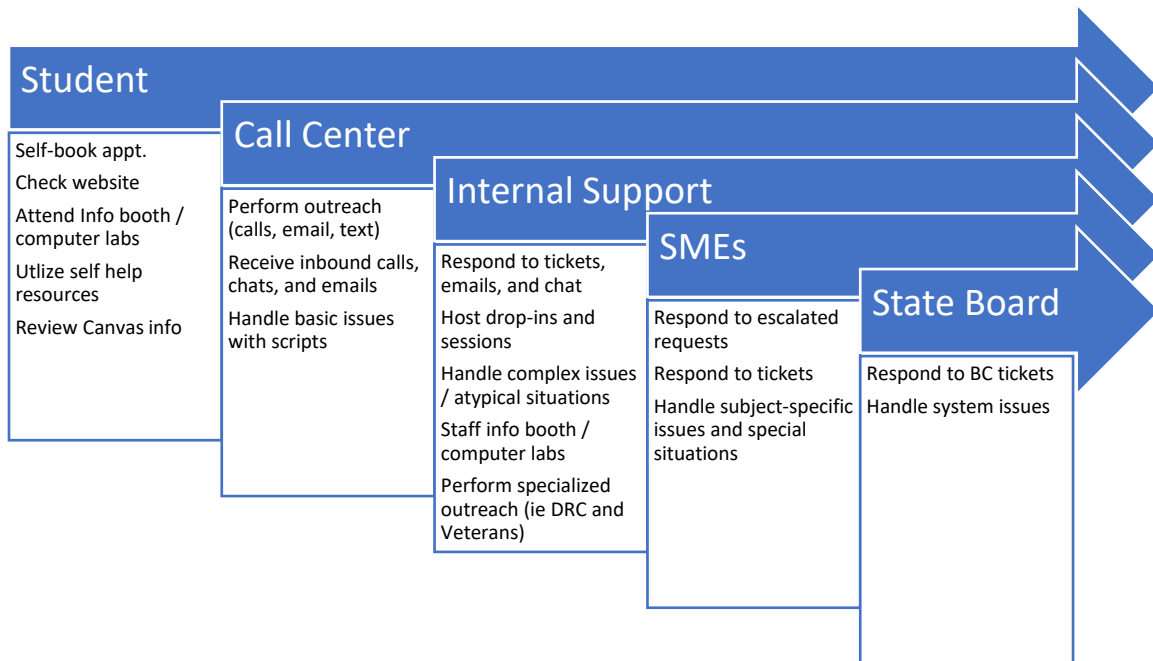 Student
Self-book appt.
Check website
Attend Info booth /
computer labs
Utlize self help
resources
Review Canvas info
Call Center
Perform outreach
(calls, email, text)
Receive inbound calls,
chats, and emails
Handle basic issues
with scripts
Internal Support
Respond to tickets,
emails, and chat
Host drop-ins and
sessions
Handle complex issues
/ atypical situations
Staff info booth /
computer labs
Perform specialized
outreach (ie DRC and
Veterans)
SMEs
Respond to escalated
requests
Respond to tickets
Handle subject-specific
issues and special
situations
State Board
Respond to BC tickets
Handle system issues